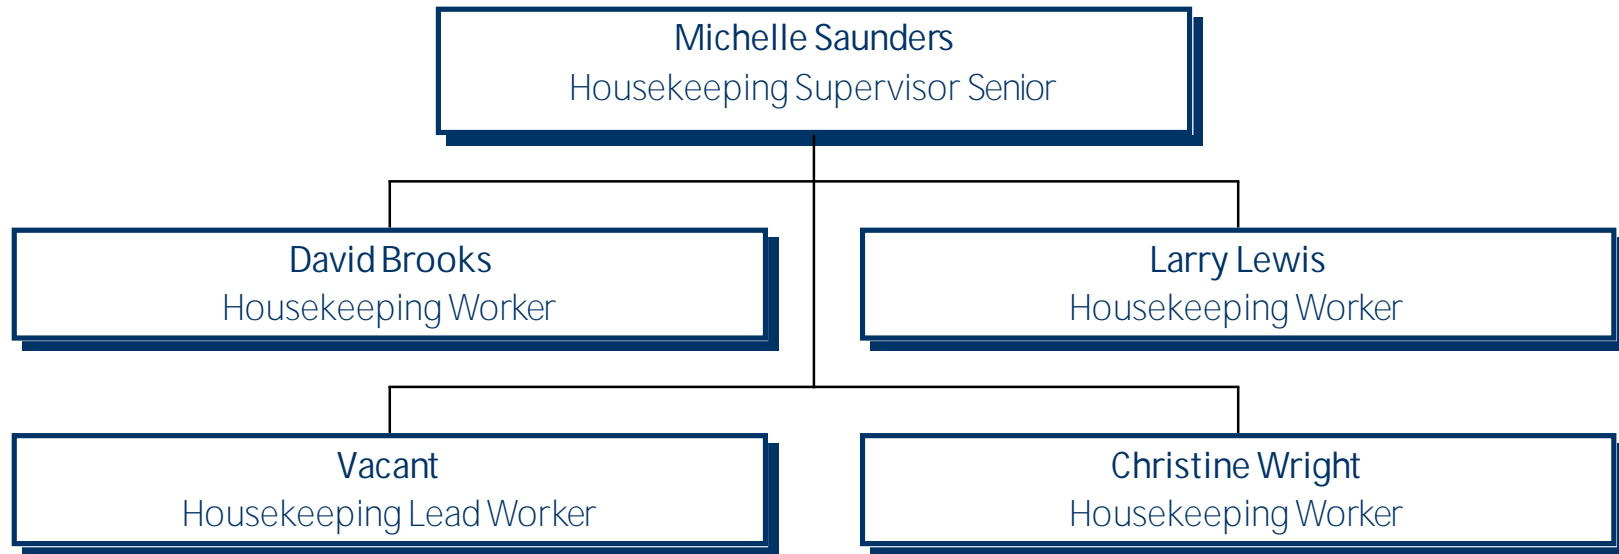 Michelle Saunders
Housekeeping Supervisor Senior
David Brooks
Housekeeping Worker
Larry Lewis
Housekeeping Worker
Vacant
Housekeeping Lead Worker
Christine Wright
Housekeeping Worker